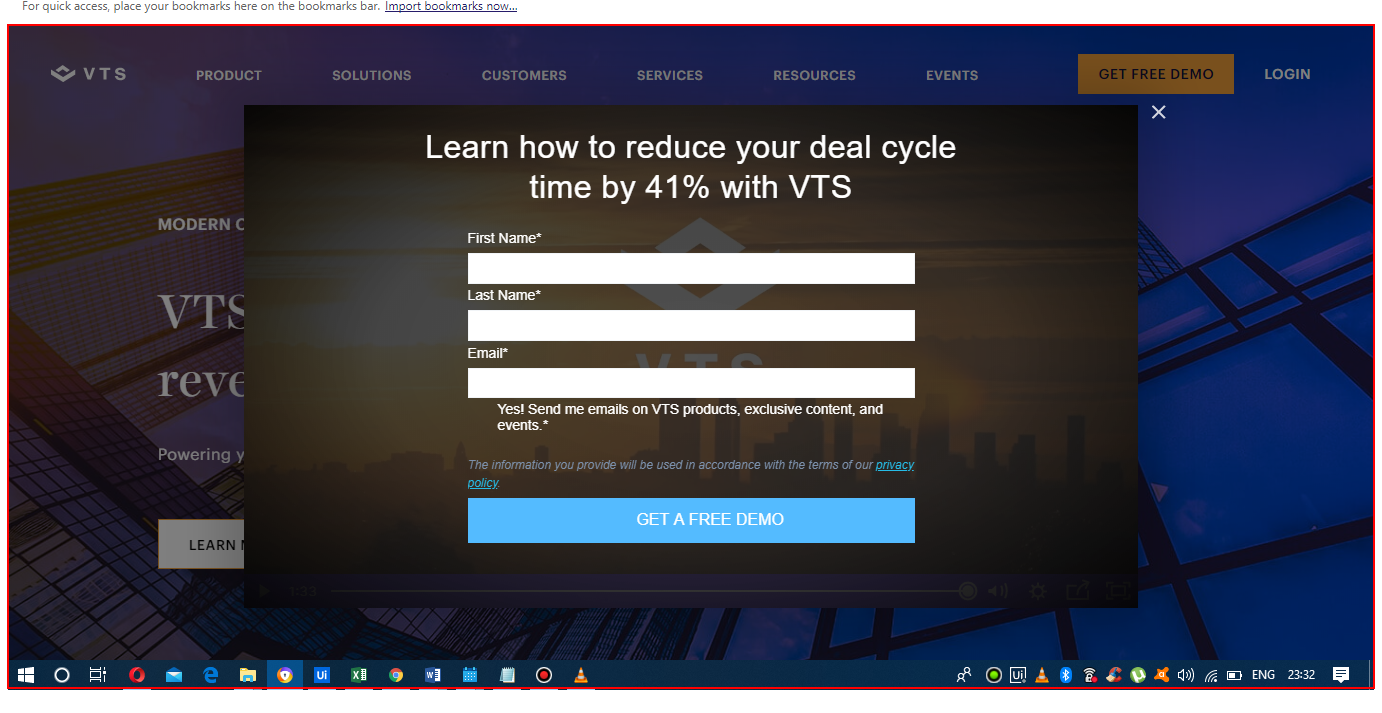 For quick access, place your bookmarks here on the bookmarks bar. Import bookmarks now...
VTS
PRODUCT
SOLUTIONS
CUSTOMERS
SERVICES
RESOURCES
EVENTS
GET FREE DEMO
LOGIN
Learn how to reduce your deal cycle
time by 41% with VTS
MODERN C
First Name*
VTS
Last Name*
reve
Email*
VTS
Yes! Send me emails on VTS products, exclusive content, and
events.*
Powering y
The information you provide will be used in accordance with the terms of our privacy
policy.
GET A FREE DEMO
LEARN
1:33
Ui
Ui
ENG
23:32